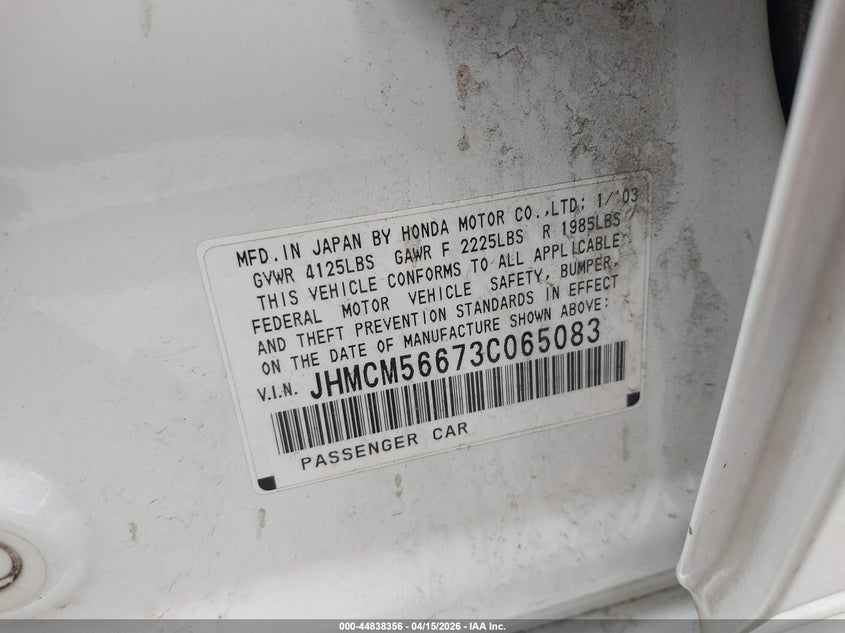 MFD. IN JAPAN BY HONDA MOTOR CO.,LTD; 1/'03
GVWR 4125LBS GAWR F 2225LBS R 1985LBS
THIS VEHICLE CONFORMS TO ALL APPLICABLE
FEDERAL MOTOR VEHICLE SAFETY, BUMPER,
AND THEFT PREVENTION STANDARDS IN EFFECT
ON THE DATE OF MANUFACTURE SHOWN ABOVE:
V.I.N. JHMCM56673C065083
PASSENGER CAR
000-44838356 - 04/15/2026 - IAA Inc.